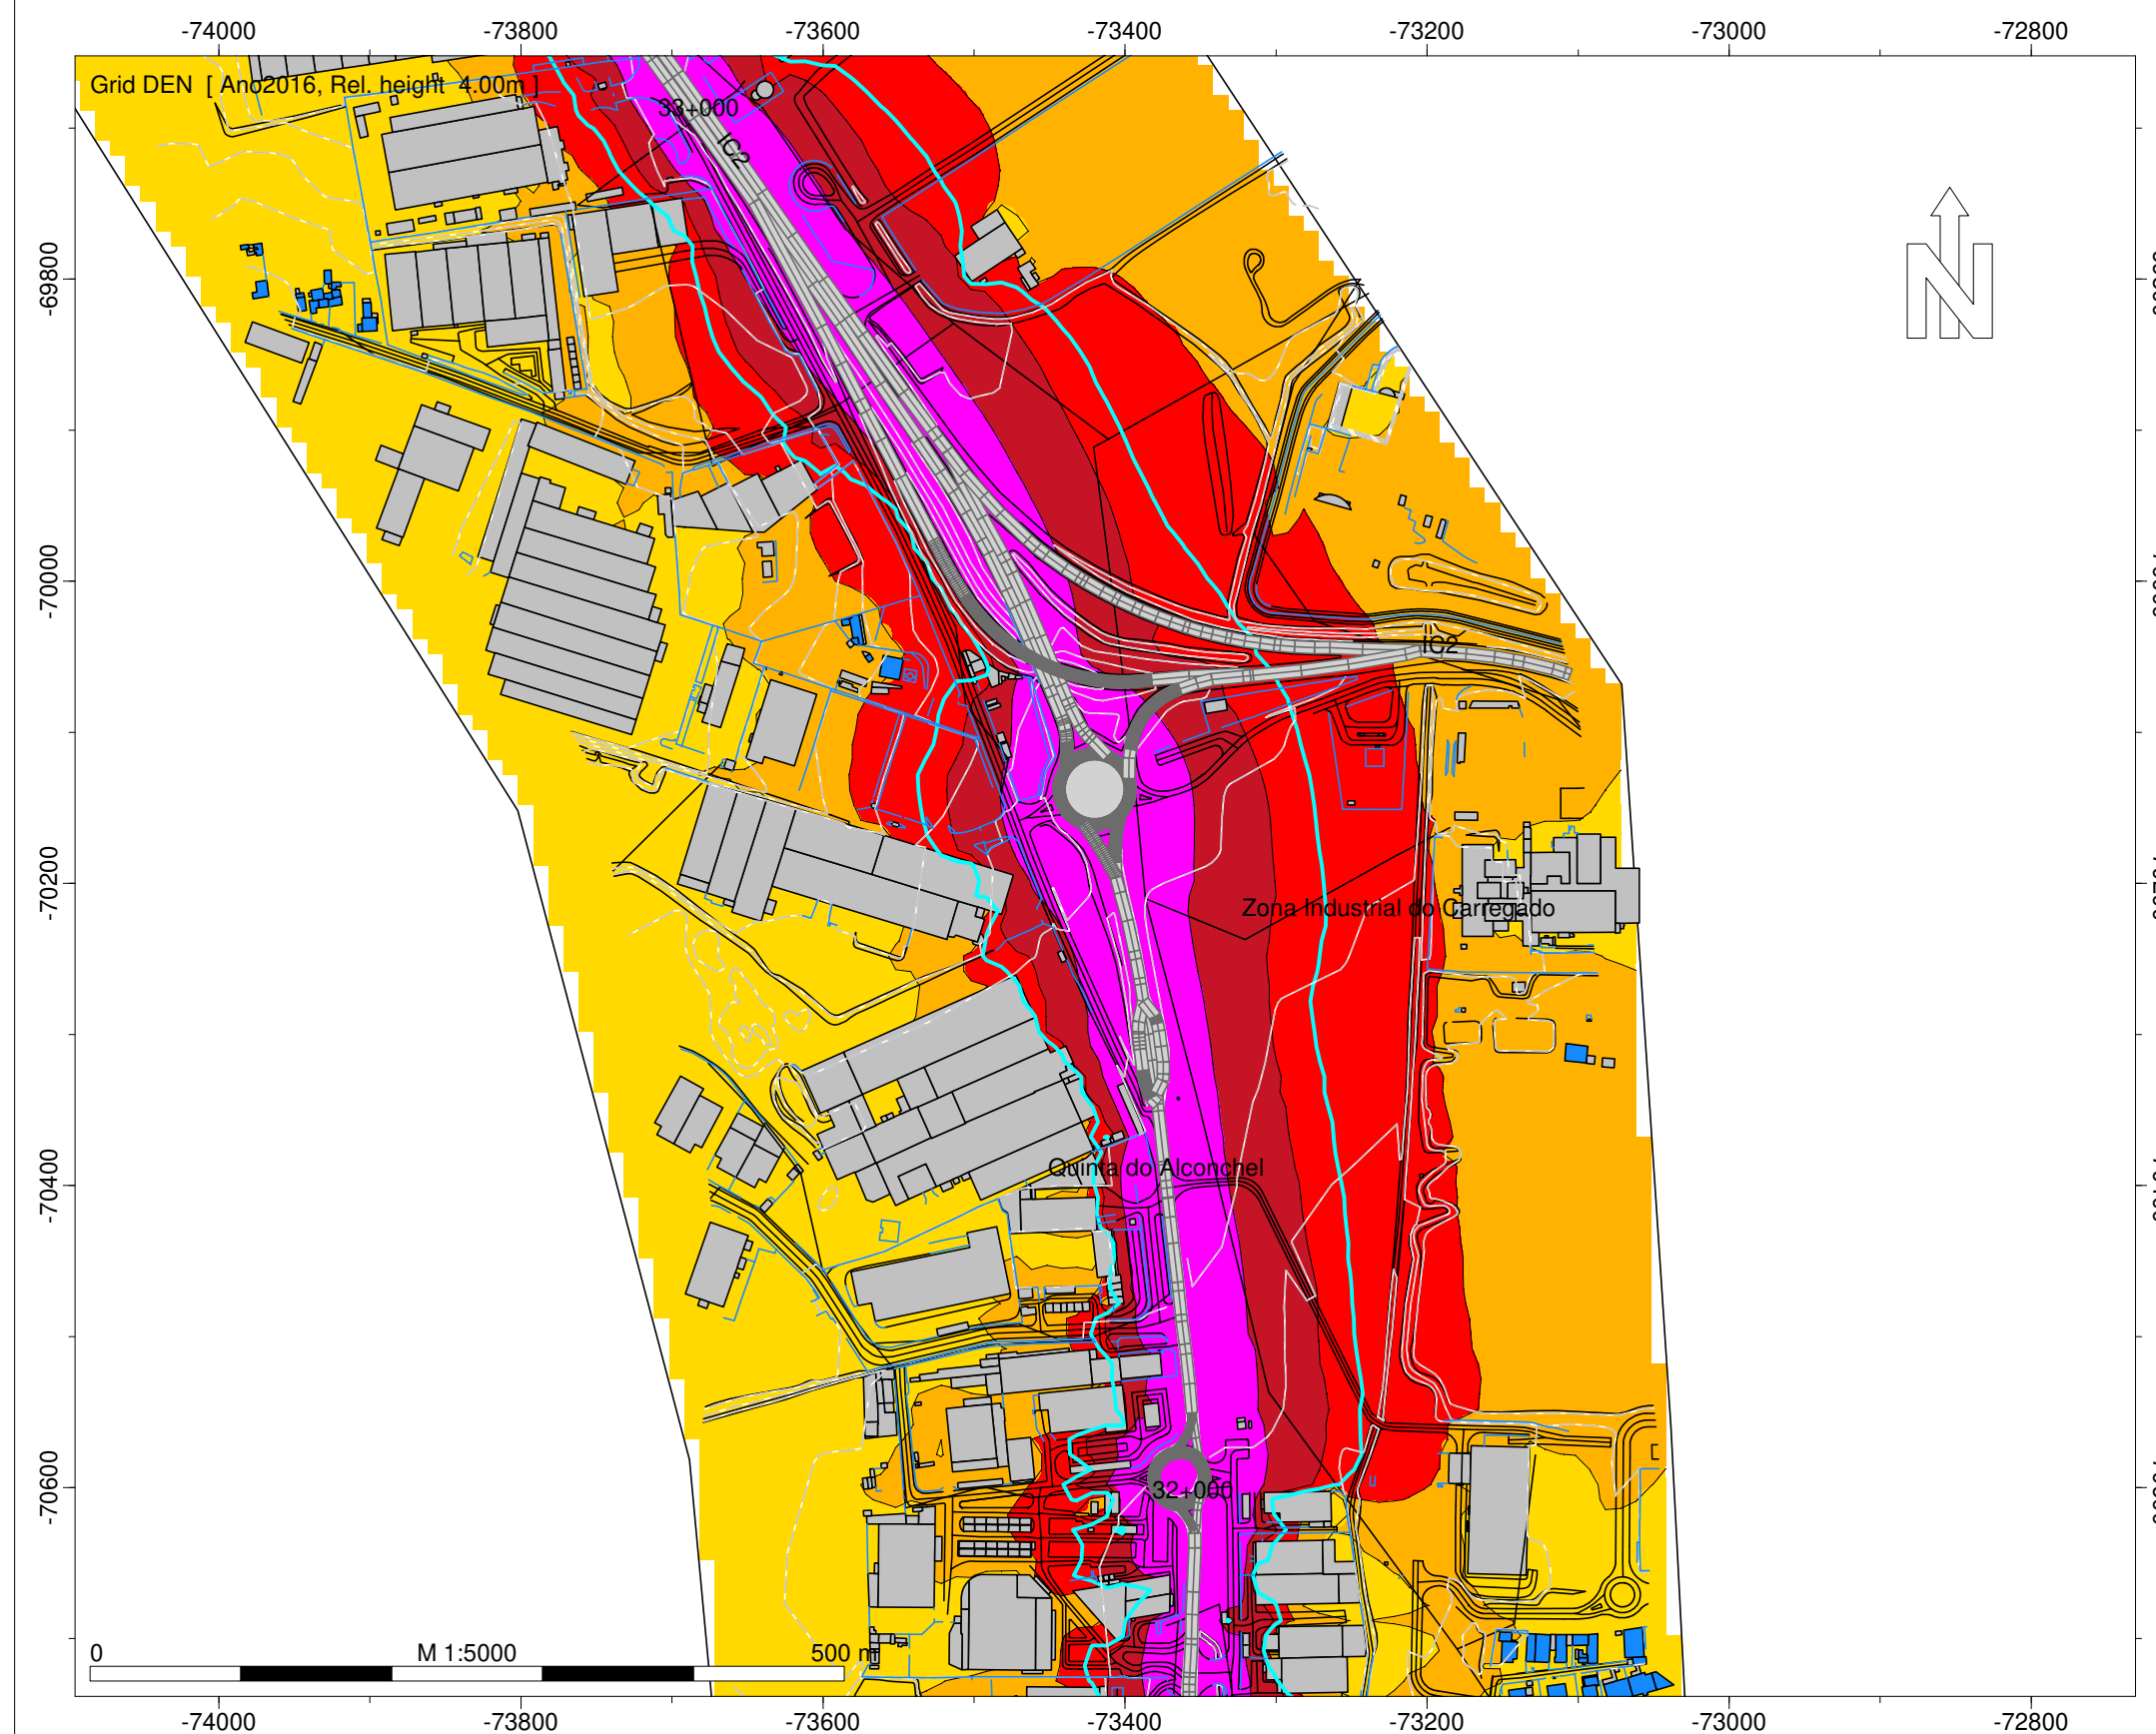 -74000 -73800 -73600 -73400 -73200 -73000 -72800
Grid DEN [ Ano2016, Rel. height 4.00m ]
33+000
IC2
N
-69800
-70000
IC2
-70200
Zona Industrial do Carregado
-70400
Quinta do Alconchel
-70600
32+000
0 M 1:5000 500 m
-74000 -73800 -73600 -73400 -73200 -73000 -72800